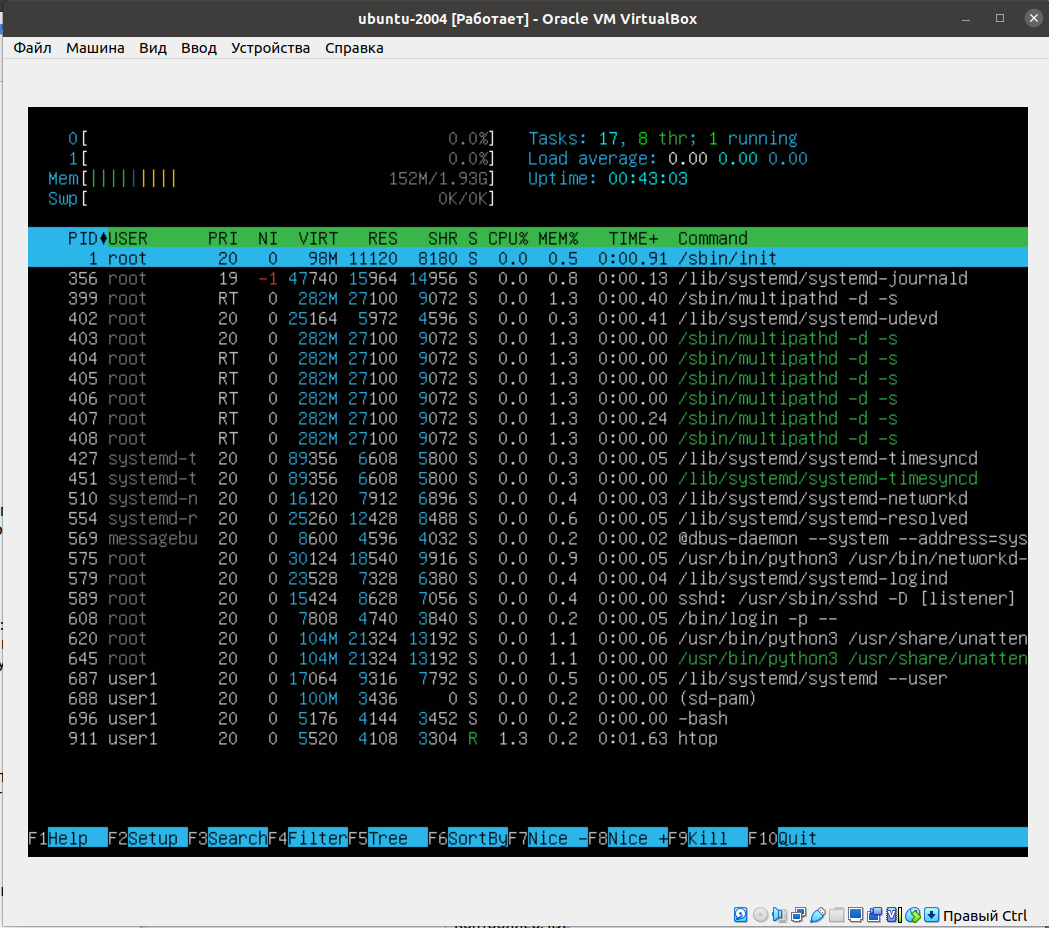 ubuntu-2004 [Работает] - Oracle VM VirtualBox
Файл Машина Вид Ввод Устройства Справка
0[ 0.0%] Tasks: 17, 8 thr; 1 running
1[ 0.0%] Load average: 0.00 0.00 0.00
Mem[||||||||| 152M/1.93G] Uptime: 00:43:03
Swp[ 0K/0K]
PID♦USER PRI NI VIRT RES SHR S CPU% MEM% TIME+ Command
1 root 20 0 98M 11120 8180 S 0.0 0.5 0:00.91 /sbin/init
356 root 19 -1 47740 15964 14956 S 0.0 0.8 0:00.13 /lib/systemd/systemd-journald
399 root RT 0 282M 27100 9072 S 0.0 1.3 0:00.40 /sbin/multipathd -d -s
402 root 20 0 25164 5972 4596 S 0.0 0.3 0:00.41 /lib/systemd/systemd-udevd
403 root 20 0 282M 27100 9072 S 0.0 1.3 0:00.00 /sbin/multipathd -d -s
404 root RT 0 282M 27100 9072 S 0.0 1.3 0:00.00 /sbin/multipathd -d -s
405 root RT 0 282M 27100 9072 S 0.0 1.3 0:00.00 /sbin/multipathd -d -s
406 root RT 0 282M 27100 9072 S 0.0 1.3 0:00.00 /sbin/multipathd -d -s
407 root RT 0 282M 27100 9072 S 0.0 1.3 0:00.24 /sbin/multipathd -d -s
408 root RT 0 282M 27100 9072 S 0.0 1.3 0:00.00 /sbin/multipathd -d -s
427 systemd-t 20 0 89356 6608 5800 S 0.0 0.3 0:00.05 /lib/systemd/systemd-timesyncd
451 systemd-t 20 0 89356 6608 5800 S 0.0 0.3 0:00.00 /lib/systemd/systemd-timesyncd
510 systemd-n 20 0 16120 7912 6896 S 0.0 0.4 0:00.03 /lib/systemd/systemd-networkd
554 systemd-r 20 0 25260 12428 8488 S 0.0 0.6 0:00.05 /lib/systemd/systemd-resolved
569 messagebu 20 0 8600 4596 4032 S 0.0 0.2 0:00.02 @dbus-daemon --system --address=sys
575 root 20 0 30124 18540 9916 S 0.0 0.9 0:00.05 /usr/bin/python3 /usr/bin/networkd-
579 root 20 0 23528 7328 6380 S 0.0 0.4 0:00.04 /lib/systemd/systemd-logind
589 root 20 0 15424 8628 7056 S 0.0 0.4 0:00.00 sshd: /usr/sbin/sshd -D [listener]
608 root 20 0 7808 4740 3840 S 0.0 0.2 0:00.05 /bin/login -p --
620 root 20 0 104M 21324 13192 S 0.0 1.1 0:00.06 /usr/bin/python3 /usr/share/unatten
645 root 20 0 104M 21324 13192 S 0.0 1.1 0:00.00 /usr/bin/python3 /usr/share/unatten
687 user1 20 0 17064 9316 7792 S 0.0 0.5 0:00.05 /lib/systemd/systemd --user
688 user1 20 0 100M 3436 0 S 0.0 0.2 0:00.00 (sd-pam)
696 user1 20 0 5176 4144 3452 S 0.0 0.2 0:00.00 -bash
911 user1 20 0 5520 4108 3304 R 1.3 0.2 0:01.63 htop
F1Help F2Setup F3SearchF4FilterF5Tree F6SortByF7Nice -F8Nice +F9Kill F10Quit
Правый Ctrl